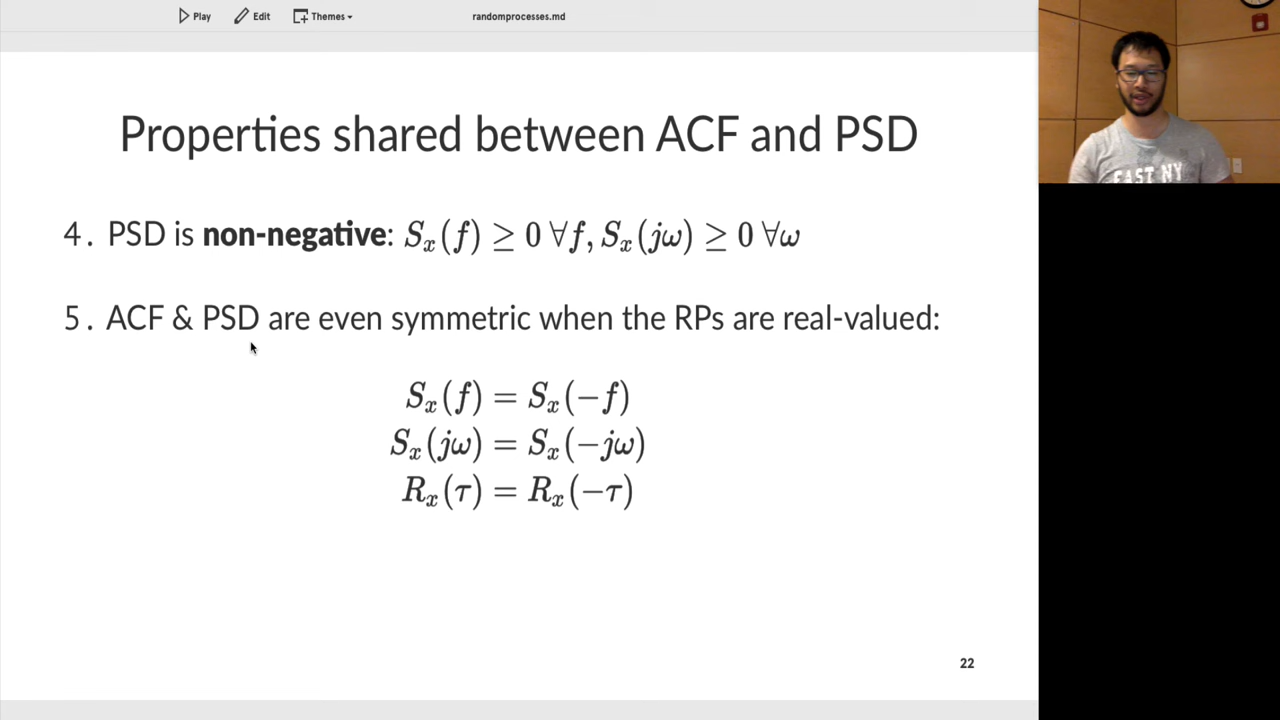 Play Edit Themes randomprocesses.md
Properties shared between ACF and PSD
4. PSD is non-negative: Sₓ(f) ≥ 0 ∀f, Sₓ(jω) ≥ 0 ∀ω
5. ACF & PSD are even symmetric when the RPs are real-valued:
Sₓ(f) = Sₓ(−f)
Sₓ(jω) = Sₓ(−jω)
Rₓ(τ) = Rₓ(−τ)
22
EAST NY